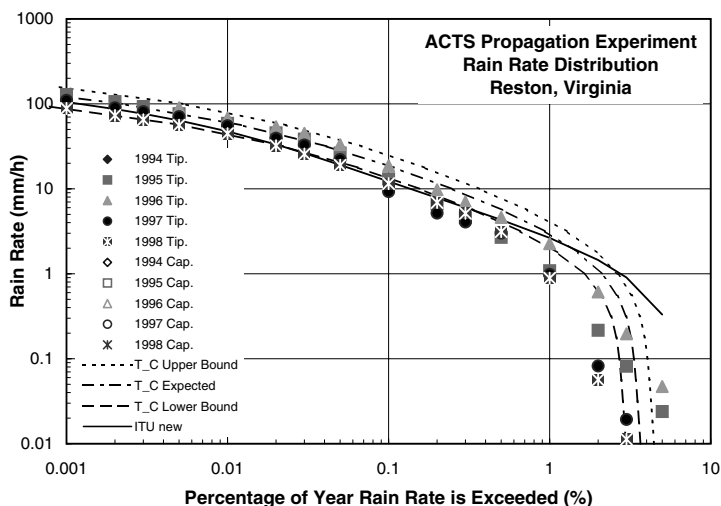 ACTS Propagation Experiment
Rain Rate Distribution
Reston, Virginia
Rain Rate (mm/h)
1000
100
10
1
0.1
0.01
1994 Tip.
1995 Tip.
1996 Tip.
1997 Tip.
1998 Tip.
1994 Cap.
1995 Cap.
1996 Cap.
1997 Cap.
1998 Cap.
T_C Upper Bound
T_C Expected
T_C Lower Bound
ITU new
0.001 0.01 0.1 1 10
Percentage of Year Rain Rate is Exceeded (%)